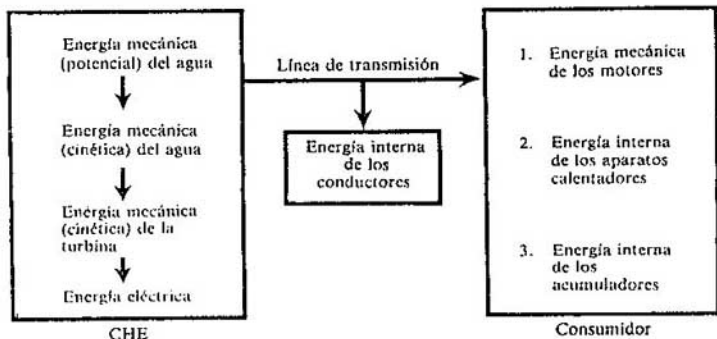 Energía mecánica
(potencial) del agua
Energía mecánica
(cinética) del agua
Energía mecánica
(cinética) de la
turbina
Energía eléctrica
CHE
Línea de transmisión
Energía interna
de los
conductores
1. Energía mecánica
de los motores
2. Energía interna
de los aparatos
calentadores
3. Energía interna
de los
acumuladores
Consumidor